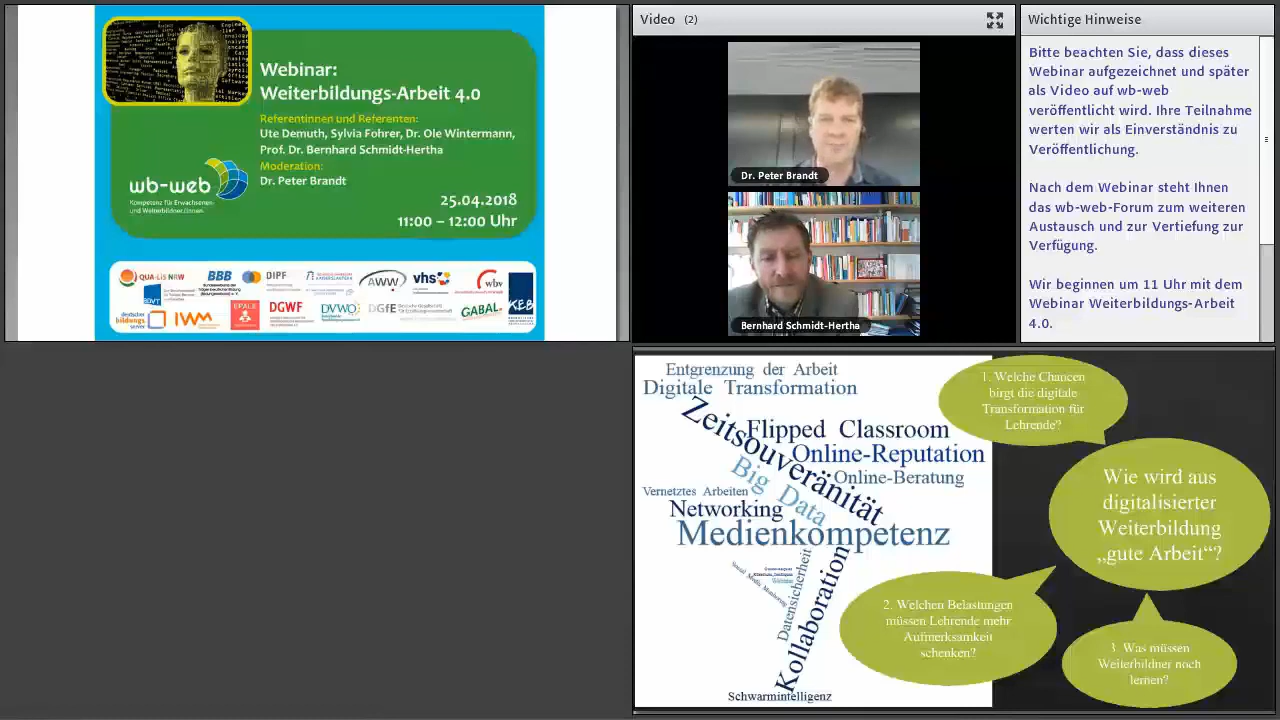 Webinar:
Weiterbildungs-Arbeit 4.0
Referentinnen und Referenten:
Ute Demuth, Sylvia Fohrer, Dr. Ole Wintermann,
Prof. Dr. Bernhard Schmidt-Hertha
Moderation:
Dr. Peter Brandt
wb-web
Kompetenz für Erwachsenen-
und Weiterbildner/innen
25.04.2018
11:00 – 12:00 Uhr
QUA-LiS NRW
BBB
DIPF
AWW
vhs
wbv
BDVT
KEB
deutscher
bildungs
server
IWM
EPALE
DGWF
DVWO
DGfE
GABAL
Video (2)
Dr. Peter Brandt
Bernhard Schmidt-Hertha
Wichtige Hinweise
Bitte beachten Sie, dass dieses
Webinar aufgezeichnet und später
als Video auf wb-web
veröffentlicht wird. Ihre Teilnahme
werten wir als Einverständnis zu
Veröffentlichung.
Nach dem Webinar steht Ihnen
das wb-web-Forum zum weiteren
Austausch und zur Vertiefung zur
Verfügung.
Wir beginnen um 11 Uhr mit dem
Webinar Weiterbildungs-Arbeit
4.0.
Entgrenzung der Arbeit
Digitale Transformation
Zeitsouveränität
Flipped Classroom
Online-Reputation
Big Data
Online-Beratung
Vernetztes Arbeiten
Networking
Medienkompetenz
Social Media Monitoring
Datensicherheit
Kollaboration
Schwarmintelligenz
1. Welche Chancen
birgt die digitale
Transformation für
Lehrende?
Wie wird aus
digitalisierter
Weiterbildung
„gute Arbeit“?
2. Welchen Belastungen
müssen Lehrende mehr
Aufmerksamkeit
schenken?
3. Was müssen
Weiterbildner noch
lernen?